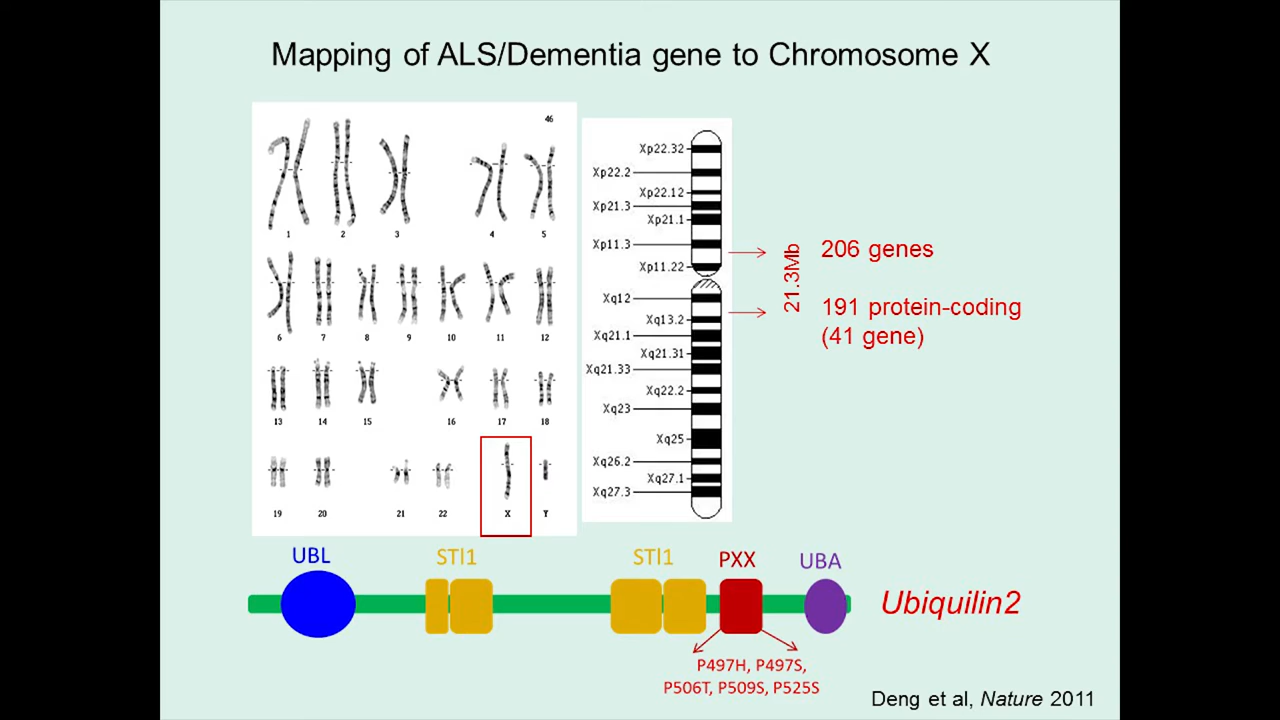 Mapping of ALS/Dementia gene to Chromosome X
46
1 2 3 4 5
6 7 8 9 10 11 12
13 14 15 16 17 18
19 20 21 22 X Y
Xp22.32
Xp22.2
Xp22.12
Xp21.3
Xp21.1
Xp11.3
Xp11.22
Xq12
Xq13.2
Xq21.1
Xq21.31
Xq21.33
Xq22.2
Xq23
Xq25
Xq26.2
Xq27.1
Xq27.3
21.3Mb
206 genes
191 protein-coding
(41 gene)
UBL STI1 STI1 PXX UBA
Ubiquilin2
P497H, P497S,
P506T, P509S, P525S
Deng et al, Nature 2011